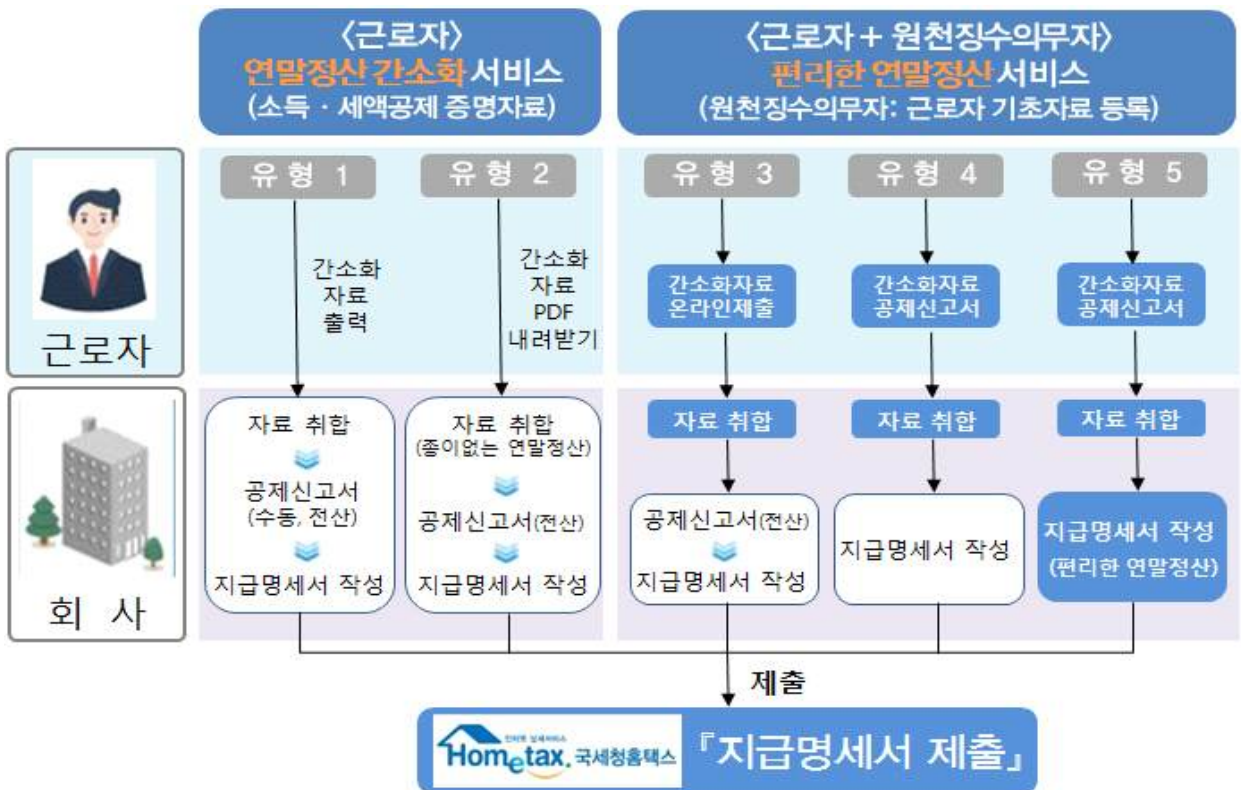 〈근로자〉
연말정산 간소화 서비스
(소득 · 세액공제 증명자료)
〈근로자 + 원천징수의무자〉
편리한 연말정산 서비스
(원천징수의무자: 근로자 기초자료 등록)
근로자
유 형 1
간소화
자료
출력
유 형 2
간소화
자료
PDF
내려받기
유 형 3
간소화자료
온라인제출
유 형 4
간소화자료
공제신고서
유 형 5
간소화자료
공제신고서
회 사
자료 취합
공제신고서
(수동, 전산)
지급명세서 작성
자료 취합
(종이없는 연말정산)
공제신고서(전산)
지급명세서 작성
자료 취합
공제신고서(전산)
지급명세서 작성
자료 취합
지급명세서 작성
자료 취합
지급명세서 작성
(편리한 연말정산)
제출
인터넷 납세서비스
Hometax. 국세청홈택스
『지급명세서 제출』